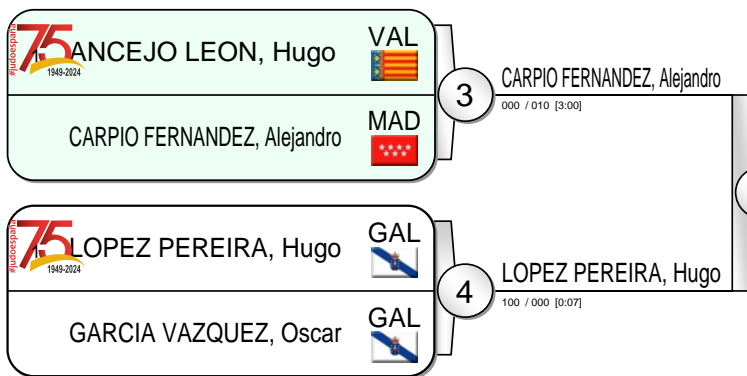 75
#judoespaña
1949-2024
ANCEJO LEON, Hugo VAL
CARPIO FERNANDEZ, Alejandro MAD
3
CARPIO FERNANDEZ, Alejandro
000 / 010 [3:00]
75
#judoespaña
1949-2024
LOPEZ PEREIRA, Hugo GAL
GARCIA VAZQUEZ, Oscar GAL
4
LOPEZ PEREIRA, Hugo
100 / 000 [0:07]